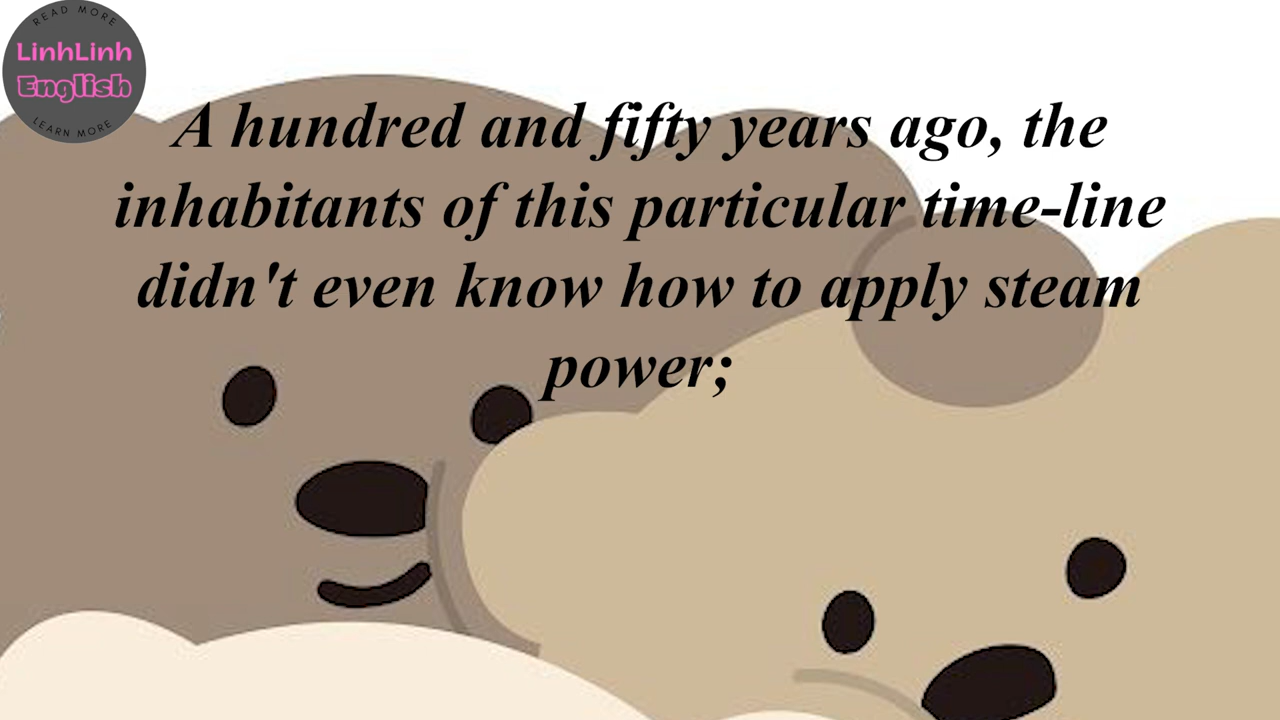 READ MORE
LinhLinh
English
LEARN MORE
A hundred and fifty years ago, the
inhabitants of this particular time-line
didn't even know how to apply steam
power;